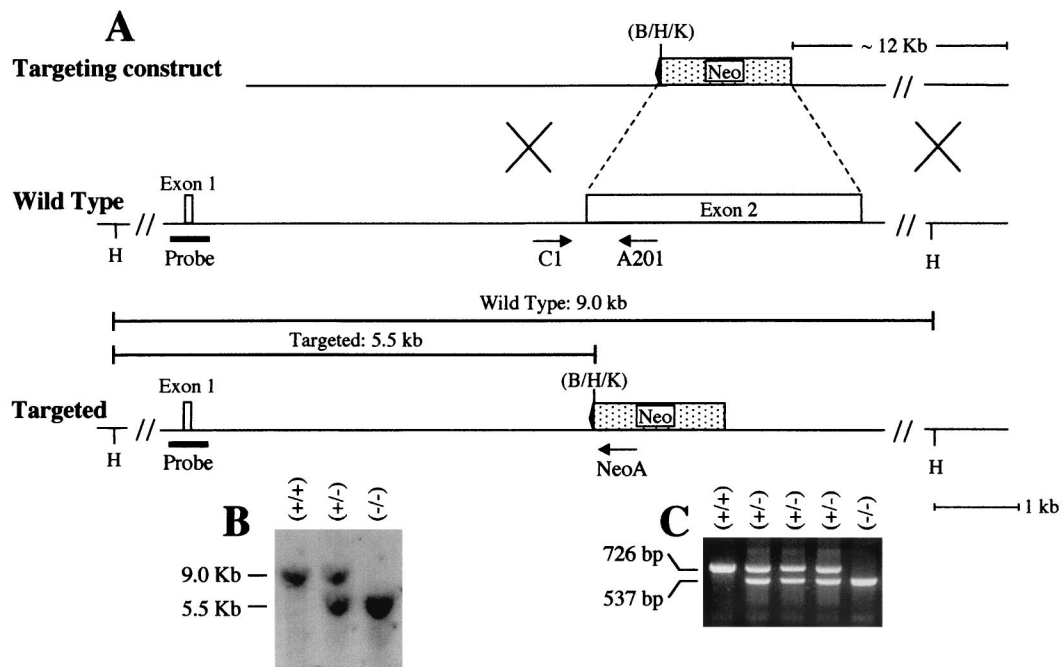 A
(B/H/K)
~ 12 Kb
Targeting construct
Neo
//
Exon 1
Wild Type
//
Exon 2
//
H
Probe
C1
A201
H
Wild Type: 9.0 kb
Targeted: 5.5 kb
(B/H/K)
Exon 1
Targeted
//
Neo
//
H
Probe
NeoA
H
1 kb
B
(+/+)
(+/-)
(-/-)
9.0 Kb
5.5 Kb
C
(+/+)
(+/-)
(+/-)
(+/-)
(-/-)
726 bp
537 bp